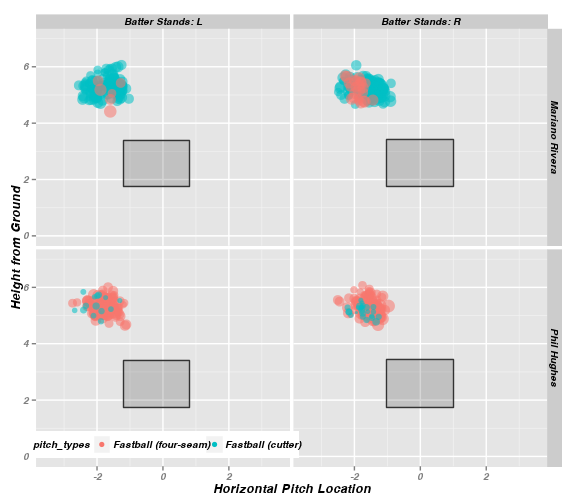 Batter Stands: L
Batter Stands: R
6
4
2
0
Mariano Rivera
Height from Ground
6
4
2
0
Phil Hughes
pitch_types
Fastball (four-seam)
Fastball (cutter)
-2
0
2
-2
0
2
Horizontal Pitch Location